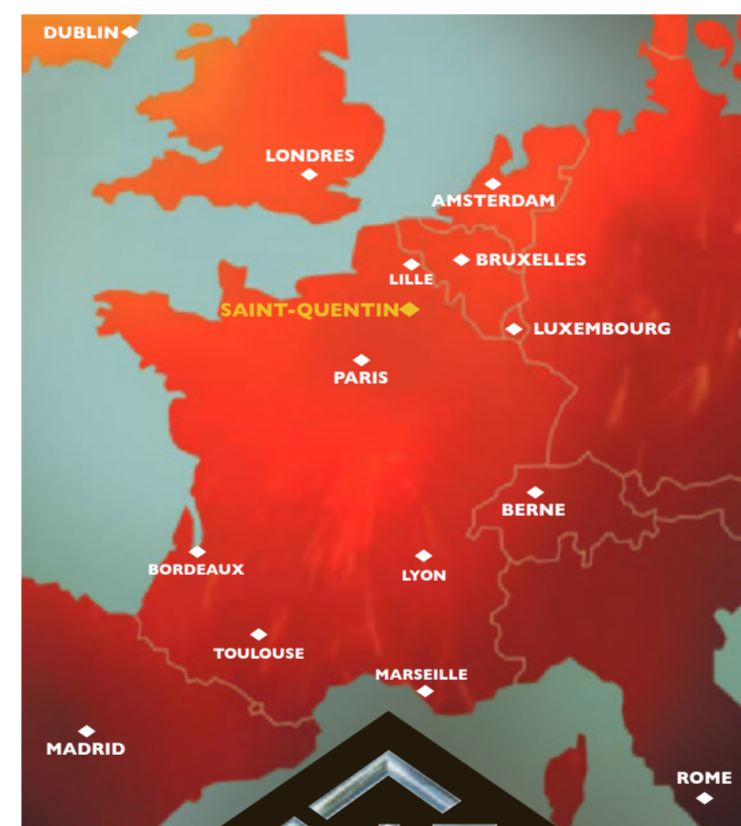 DUBLIN
LONDRES
AMSTERDAM
BRUXELLES
LILLE
SAINT-QUENTIN
LUXEMBOURG
PARIS
BERNE
BORDEAUX
LYON
TOULOUSE
MARSEILLE
MADRID
ROME